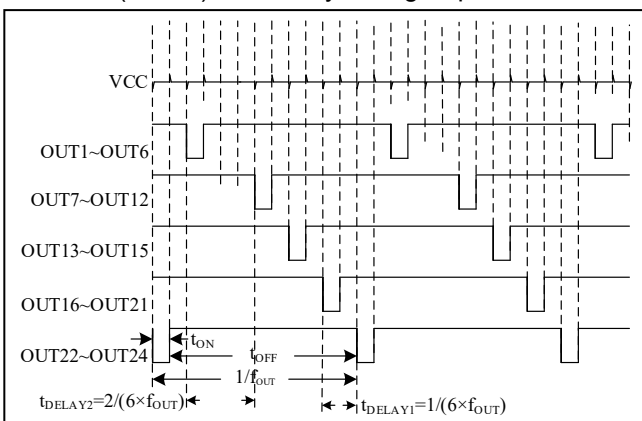 VCC
OUT1~OUT6
OUT7~OUT12
OUT13~OUT15
OUT16~OUT21
OUT22~OUT24
tON
tOFF
1/fOUT
tDELAY2=2/(6×fOUT)
tDELAY1=1/(6×fOUT)